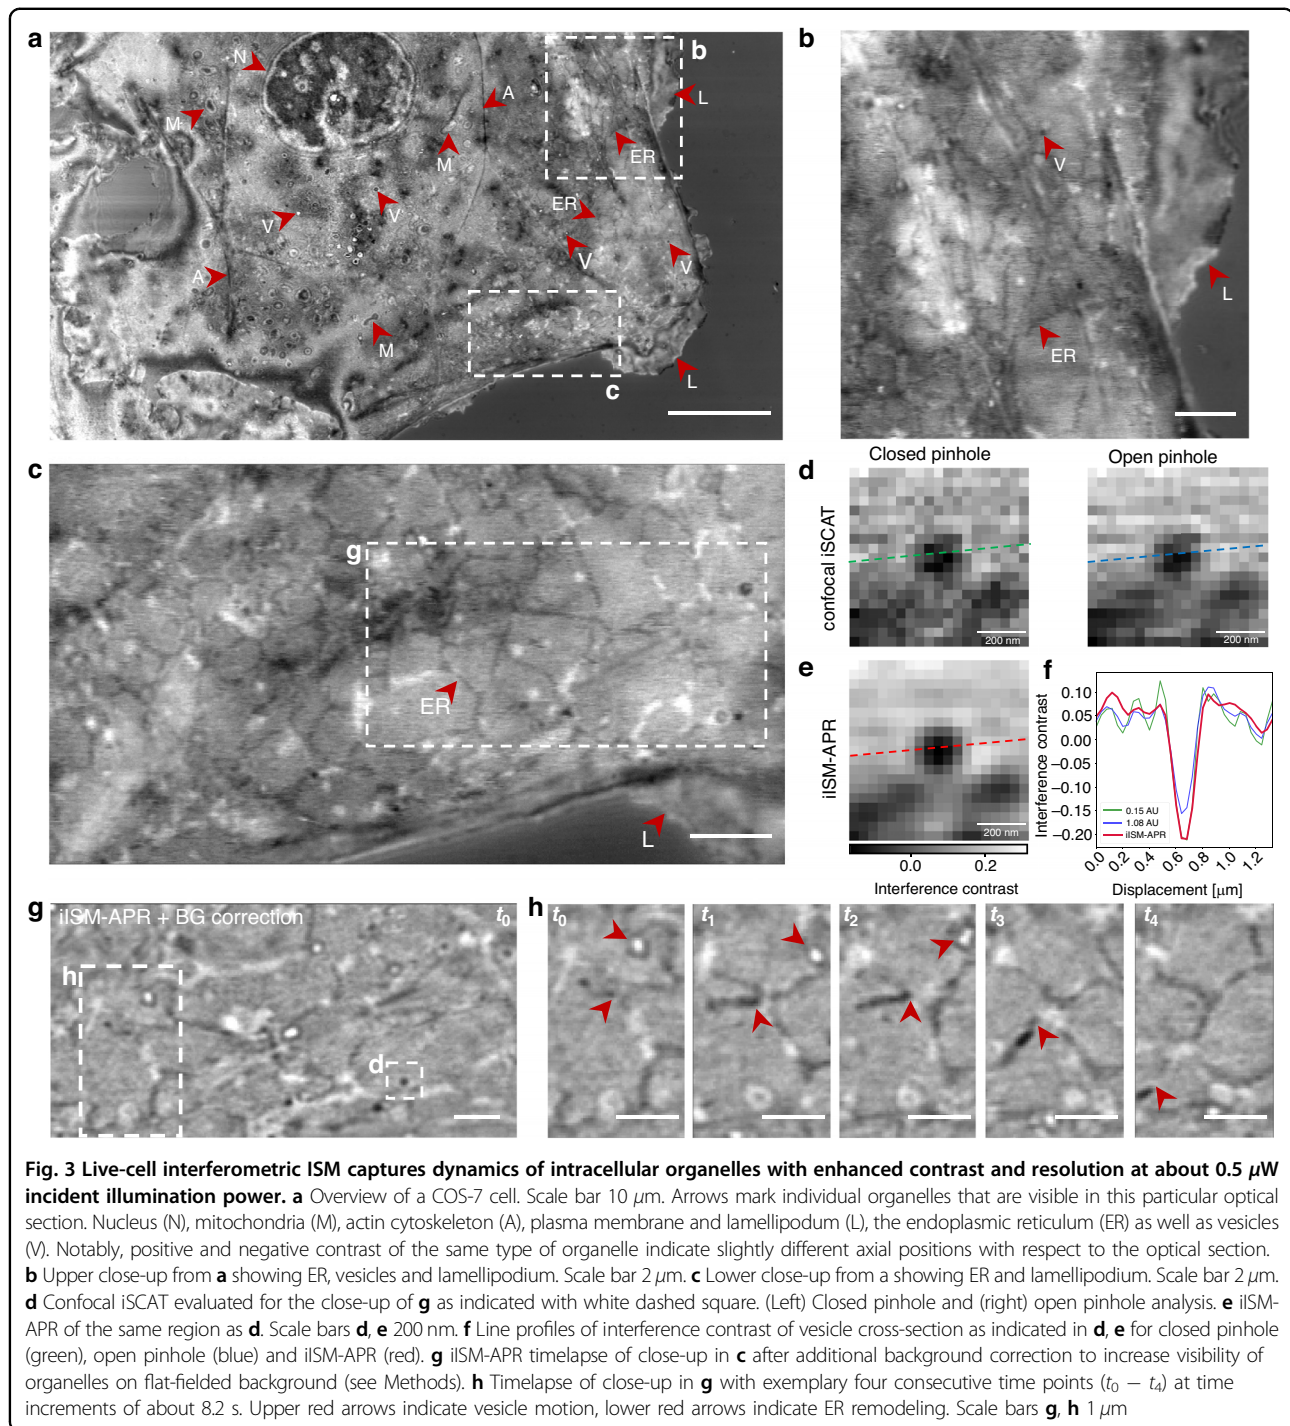 a
N
b
A
L
M
M
ER
V
V
ER
V
V
A
M
L
c
b
V
L
ER
c
g
ER
L
Closed pinhole
Open pinhole
d
confocal iSCAT
200 nm
200 nm
e
iISM-APR
200 nm
0.0
0.2
Interference contrast
f
Interference contrast
0.10
0.05
0.00
−0.05
−0.10
−0.15
−0.20
0.15 AU
1.08 AU
iISM-APR
0.0
0.2
0.4
0.6
0.8
1.0
1.2
Displacement [μm]
g
iISM-APR + BG correction
t0
h
d
h
t0
t1
t2
t3
t4
Fig. 3 Live-cell interferometric ISM captures dynamics of intracellular organelles with enhanced contrast and resolution at about 0.5 μW
incident illumination power. a Overview of a COS-7 cell. Scale bar 10 μm. Arrows mark individual organelles that are visible in this particular optical
section. Nucleus (N), mitochondria (M), actin cytoskeleton (A), plasma membrane and lamellipodum (L), the endoplasmic reticulum (ER) as well as vesicles
(V). Notably, positive and negative contrast of the same type of organelle indicate slightly different axial positions with respect to the optical section.
b Upper close-up from a showing ER, vesicles and lamellipodium. Scale bar 2 μm. c Lower close-up from a showing ER and lamellipodium. Scale bar 2 μm.
d Confocal iSCAT evaluated for the close-up of g as indicated with white dashed square. (Left) Closed pinhole and (right) open pinhole analysis. e iISM-
APR of the same region as d. Scale bars d, e 200 nm. f Line profiles of interference contrast of vesicle cross-section as indicated in d, e for closed pinhole
(green), open pinhole (blue) and iISM-APR (red). g iISM-APR timelapse of close-up in c after additional background correction to increase visibility of
organelles on flat-fielded background (see Methods). h Timelapse of close-up in g with exemplary four consecutive time points (t0 − t4) at time
increments of about 8.2 s. Upper red arrows indicate vesicle motion, lower red arrows indicate ER remodeling. Scale bars g, h 1 μm